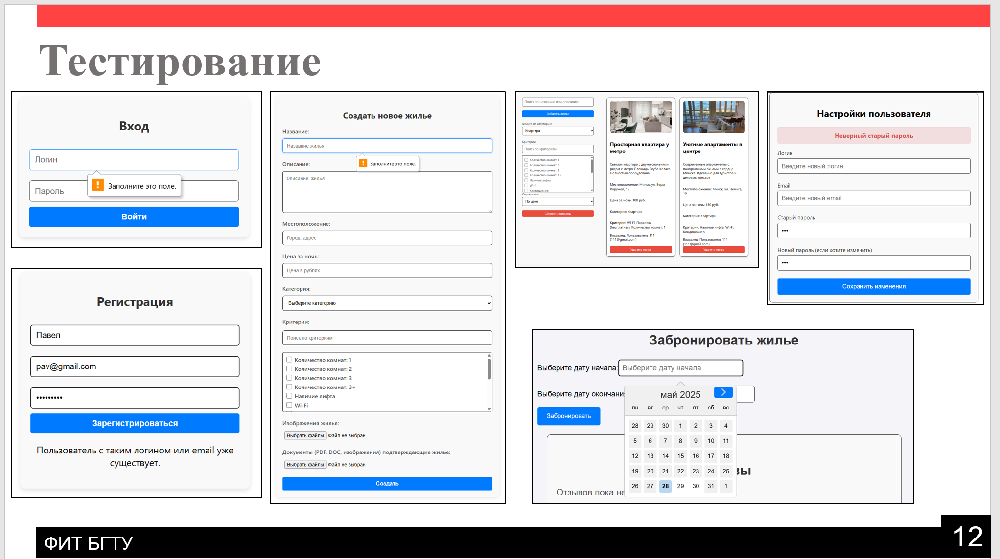 Тестирование
Вход
Логин
Заполните это поле.
Пароль
Войти
Регистрация
Павел
pav@gmail.com
•••••••••
Зарегистрироваться
Пользователь с таким логином или email уже
существует.
Создать новое жилье
Название:
Название жилья
Заполните это поле.
Описание:
Описание жилья
Местоположение:
Город, адрес
Цена за ночь:
Цена в рублях
Категория:
Выберите категорию
Критерии:
Поиск по критериям
Количество комнат: 1
Количество комнат: 2
Количество комнат: 3
Количество комнат: 3+
Наличие лифта
Wi-Fi
Изображения жилья:
Выбрать файлы Файл не выбран
Документы (PDF, DOC, изображения) подтверждающие жилье:
Выбрать файлы Файл не выбран
Создать
Поиск по названию или описанию
Добавить жилье
Фильтр по категории:
Квартира
Критерии:
Поиск по критериям
Количество комнат: 1
Количество комнат: 2
Количество комнат: 3
Количество комнат: 3+
Наличие лифта
Wi-Fi
Кондиционер
Сортировка:
По цене
Сбросить фильтры
Просторная квартира у
метро
Светлая квартира с двумя спальнями
рядом с метро Площадь Якуба Коласа.
Полностью оборудована
Местоположение: Минск, ул. Веры
Хоружей, 15
Цена за ночь: 100 руб.
Категория: Квартира
Критерии: Wi-Fi, Парковка
(бесплатная), Количество комнат: 1
Владелец: Пользователь 111
(111@gmail.com)
Удалить жилье
Уютные апартаменты в
центре
Современные апартаменты с
панорамными окнами в сердце
Минска. Идеально для туристов и
деловых поездок
Местоположение: Минск, ул. Немига,
10
Цена за ночь: 150 руб.
Категория: Квартира
Критерии: Наличие лифта, Wi-Fi,
Кондиционер
Владелец: Пользователь 111
(111@gmail.com)
Удалить жилье
Настройки пользователя
Неверный старый пароль
Логин
Введите новый логин
Email
Введите новый email
Старый пароль
•••
Новый пароль (если хотите изменить)
•••
Сохранить изменения
Забронировать жилье
Выберите дату начала: Выберите дату начала
Выберите дату окончани
Забронировать
май 2025
пн вт ср чт пт сб вс
28 29 30 1 2 3 4
5 6 7 8 9 10 11
12 13 14 15 16 17 18
19 20 21 22 23 24 25
26 27 28 29 30 31 1
вы
Отзывов пока не
ФИТ БГТУ
12